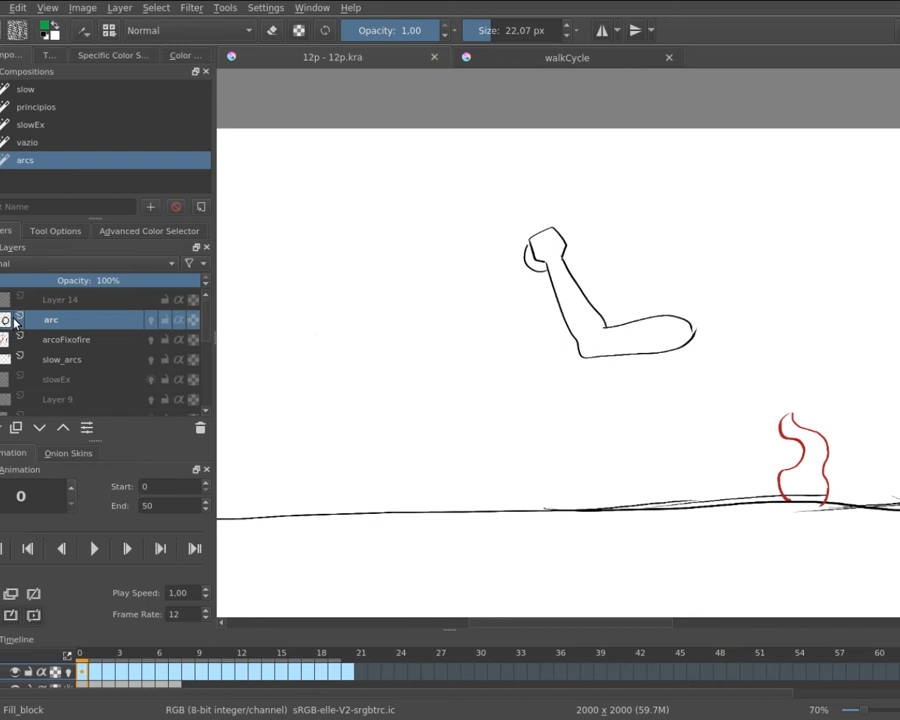 Edit View Image Layer Select Filter Tools Settings Window Help
Normal Opacity: 1,00 Size: 22,07 px
T... Specific Color S... Color ... 12p - 12p.kra walkCycle
Compositions
slow
principios
slowEx
vazio
arcs
Name
Tool Options Advanced Color Selector
Layers
Opacity: 100%
Layer 14
arc
arcoFixofire
slow_arcs
slowEx
Layer 9
Onion Skins
Animation
0 Start: 0
End: 50
Play Speed: 1,00
Frame Rate: 12
Timeline
0 3 6 9 12 15 18 21 24 27 30 33 36 39 42 45 48 51 54 57 60
Fill_block RGB (8-bit integer/channel) sRGB-elle-V2-srgbtrc.ic 2000 x 2000 (59.7M) 70%